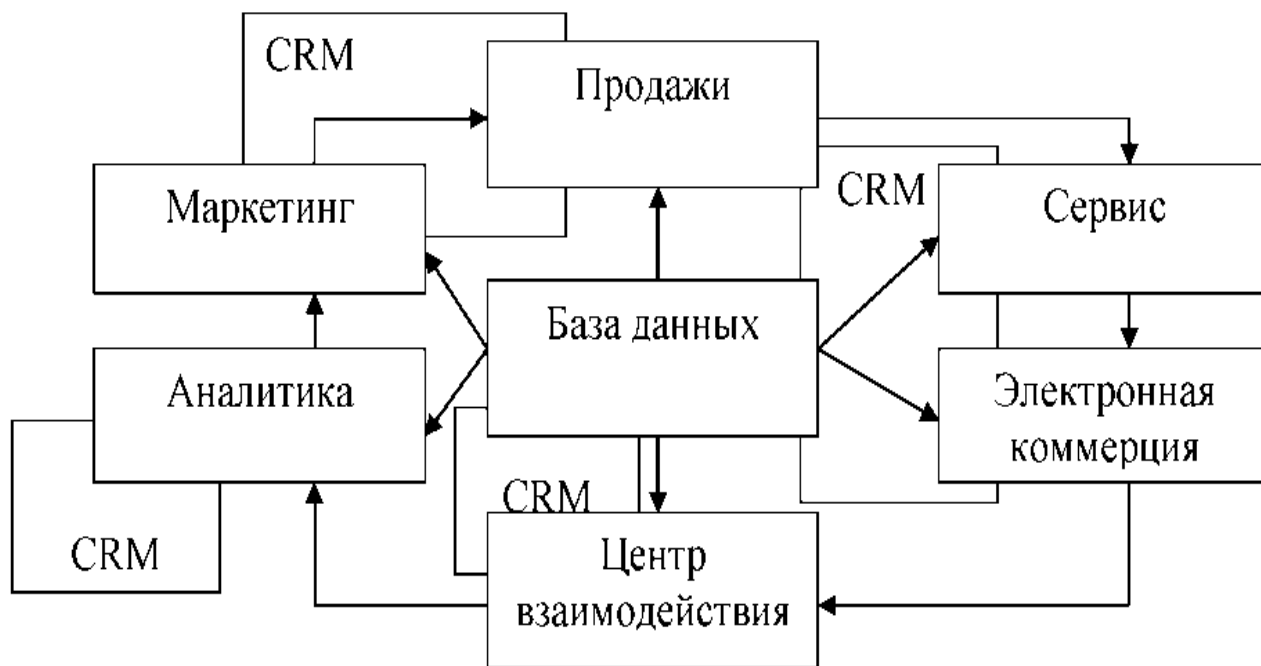 CRM
Продажи
Маркетинг
CRM
Сервис
База данных
Аналитика
Электронная
коммерция
CRM
CRM
Центр
взаимодействия